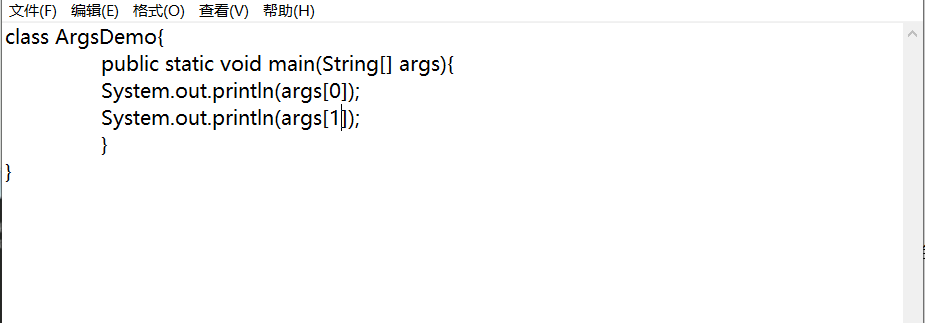 文件(F) 编辑(E) 格式(O) 查看(V) 帮助(H)
class ArgsDemo{
public static void main(String[] args){
System.out.println(args[0]);
System.out.println(args[1]);
}
}